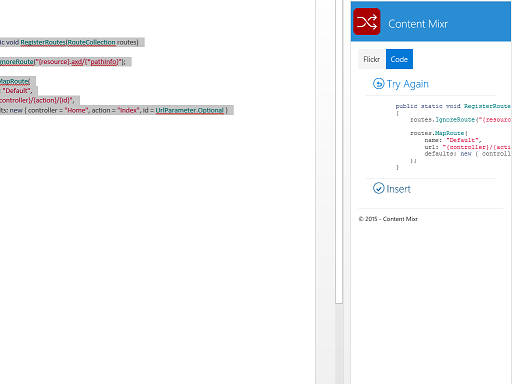 ic void RegisterRoutes(RouteCollection routes)
gnoreRoute("{resource}.axd/{*pathInfo}");
MapRoute(
: "Default",
controller}/{action}/{id}",
lts: new { controller = "Home", action = "Index", id = UrlParameter.Optional }
Content Mixr
Flickr Code
Try Again
public static void RegisterRoute
{
routes.IgnoreRoute("{resour
routes.MapRoute(
name: "Default",
url: "{controller}/{acti
defaults: new { controll
);
}
Insert
© 2015 - Content Mixr